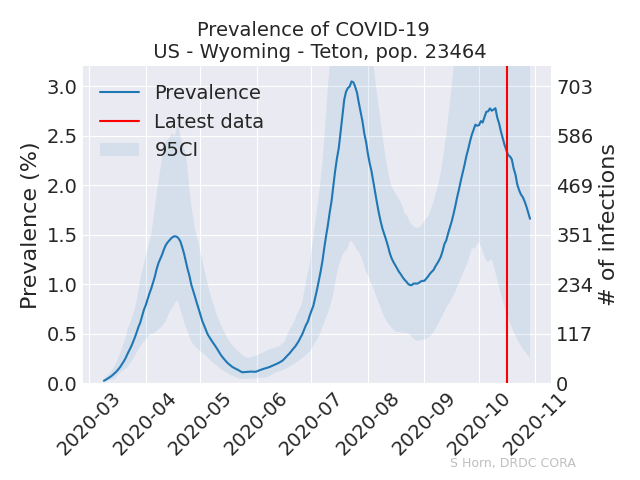 Prevalence of COVID-19
US - Wyoming - Teton, pop. 23464
Prevalence
Latest data
95CI
Prevalence (%)
3.0
2.5
2.0
1.5
1.0
0.5
0.0
703
586
469
351
234
117
0
# of infections
2020-03
2020-04
2020-05
2020-06
2020-07
2020-08
2020-09
2020-10
2020-11
S Horn, DRDC CORA